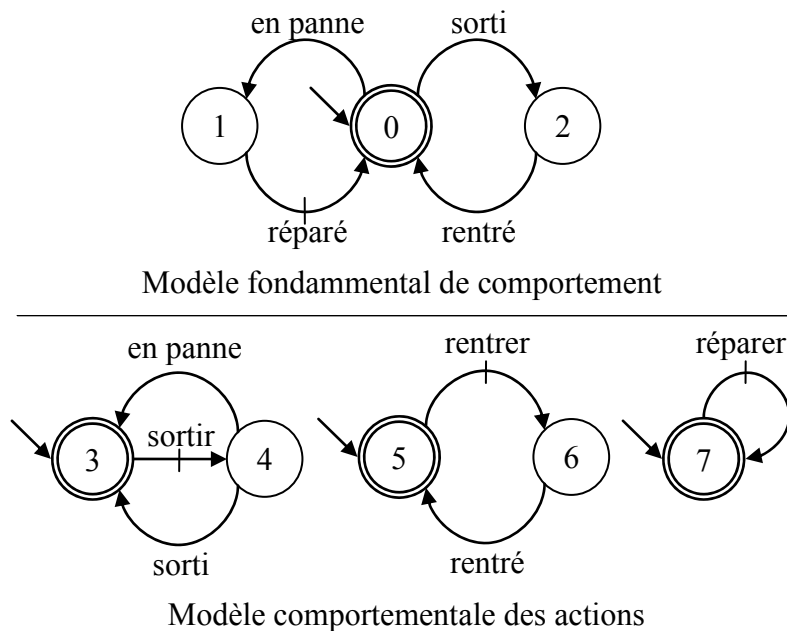 en panne sorti
1 0 2
réparé rentré
Modèle fondammental de comportement
en panne rentrer réparer
3 sortir 4 5 6 7
sorti rentré
Modèle comportementale des actions